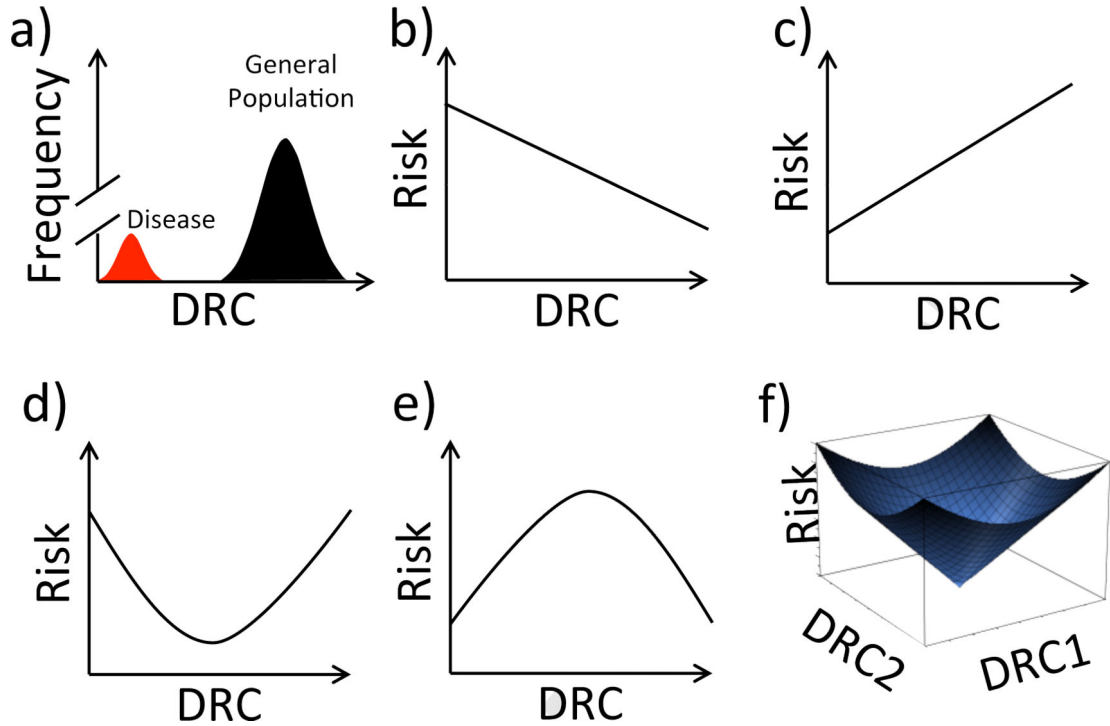 a)
Frequency
General
Population
Disease
DRC
b)
Risk
DRC
c)
Risk
DRC
d)
Risk
DRC
e)
Risk
DRC
f)
Risk
DRC2
DRC1